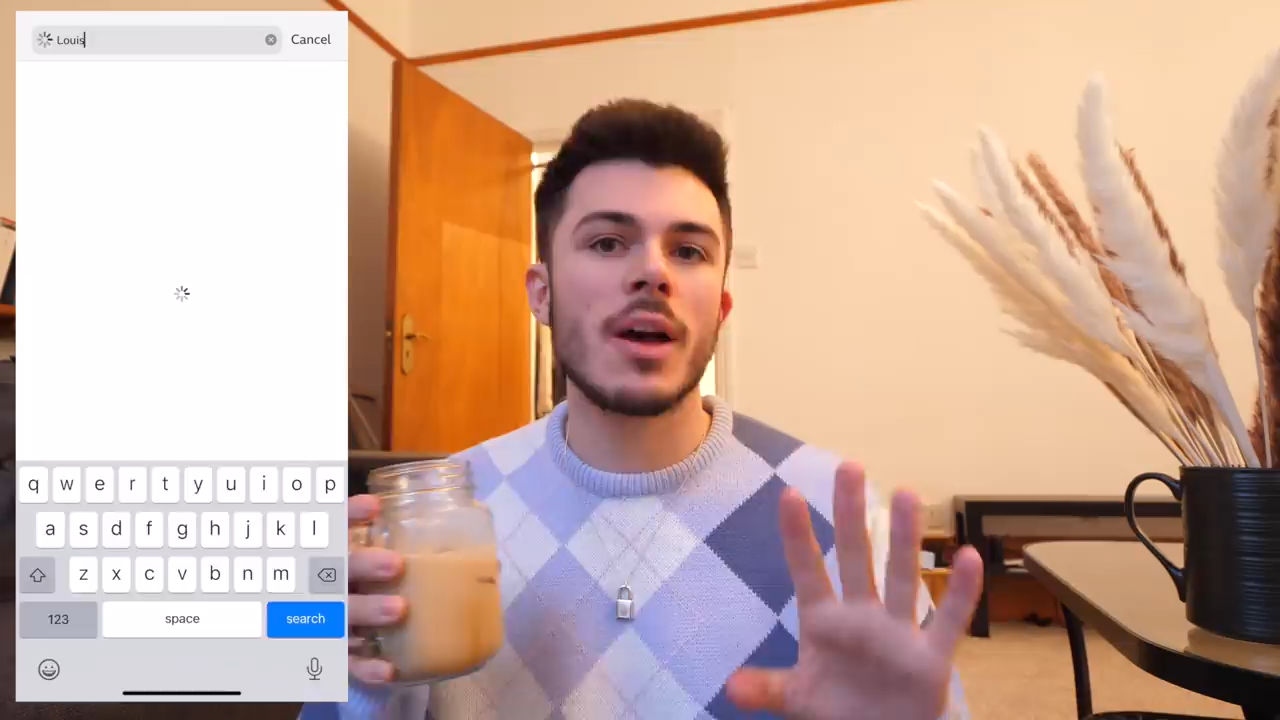 Louis
Cancel
q w e r t y u i o p
a s d f g h j k l
z x c v b n m
123 space search